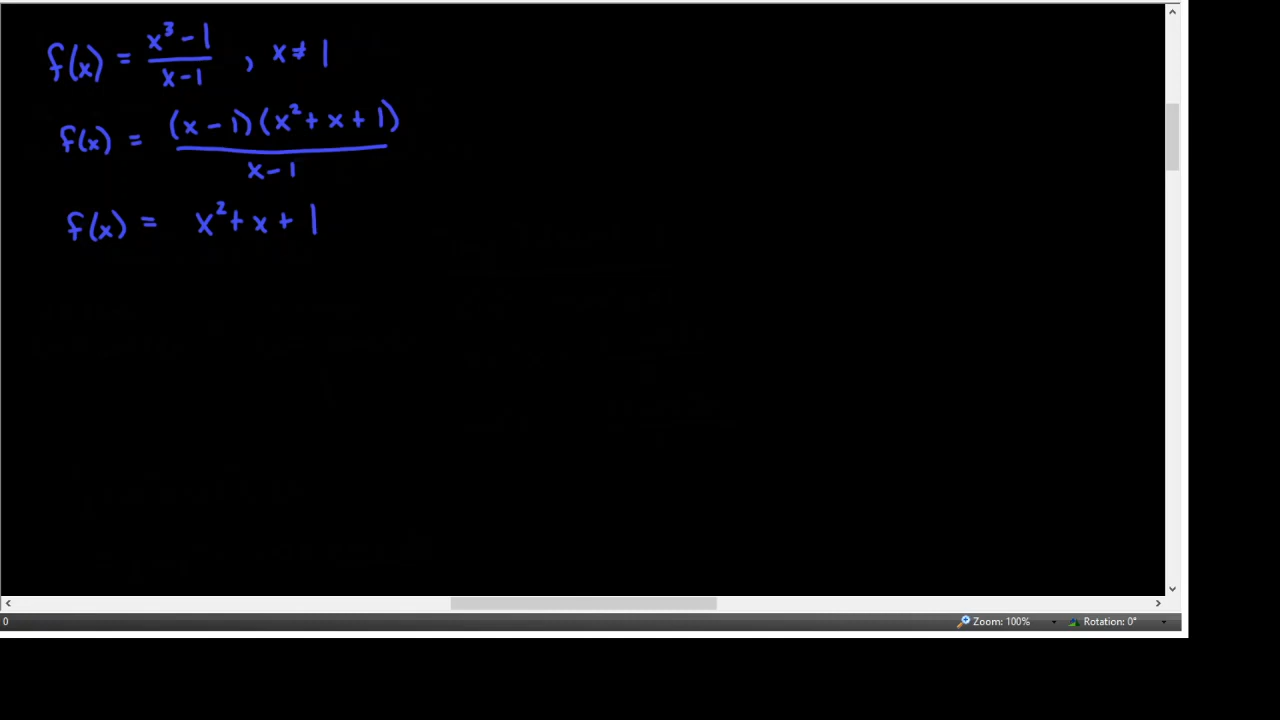 f(x) = x³ - 1 / x - 1 , x ≠ 1
f(x) = (x - 1)(x² + x + 1) / x - 1
f(x) = x² + x + 1
0
Zoom: 100%
Rotation: 0°